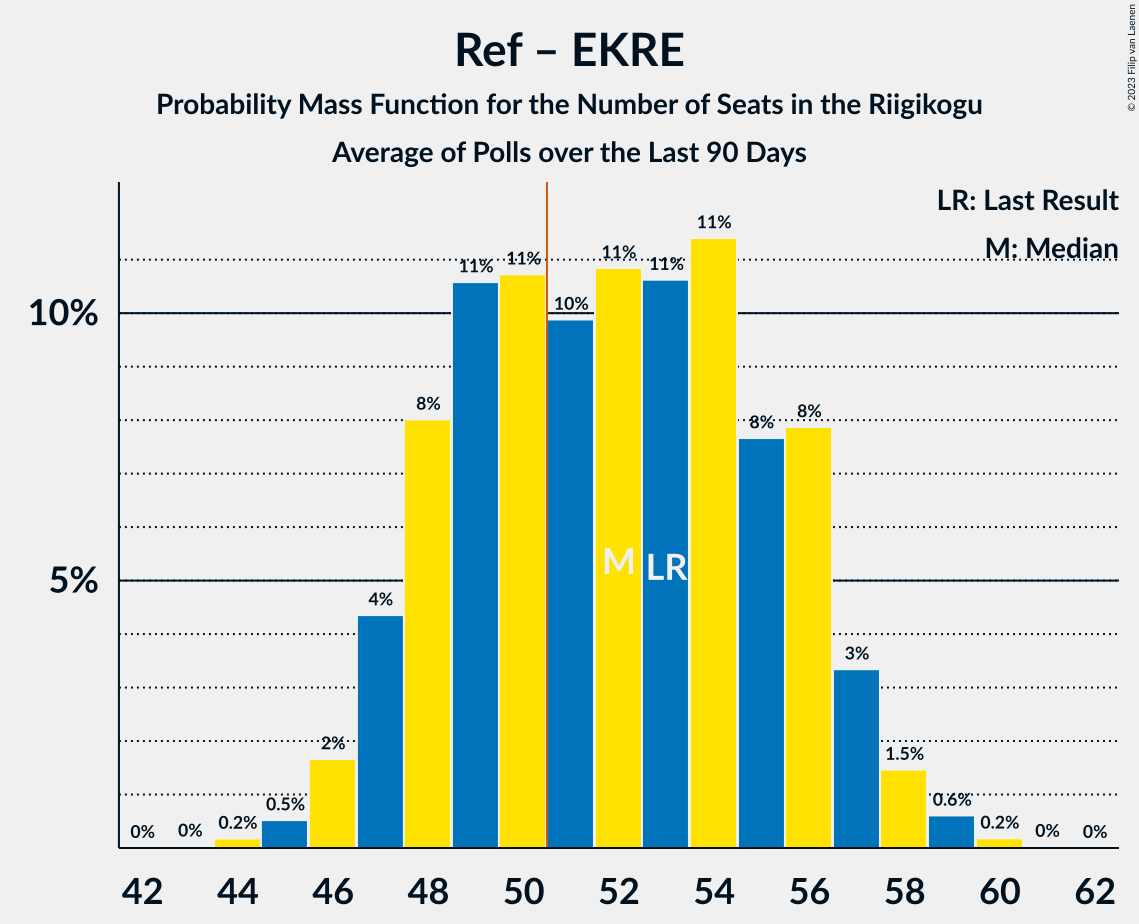 Ref – EKRE
Probability Mass Function for the Number of Seats in the Riigikogu
Average of Polls over the Last 90 Days
© 2023 Filip van Laenen
LR: Last Result
M: Median
10%
5%
0%
0%
0.2%
0.5%
2%
4%
8%
11%
11%
10%
11%
11%
11%
8%
8%
3%
1.5%
0.6%
0.2%
0%
0%
M
LR
42 44 46 48 50 52 54 56 58 60 62